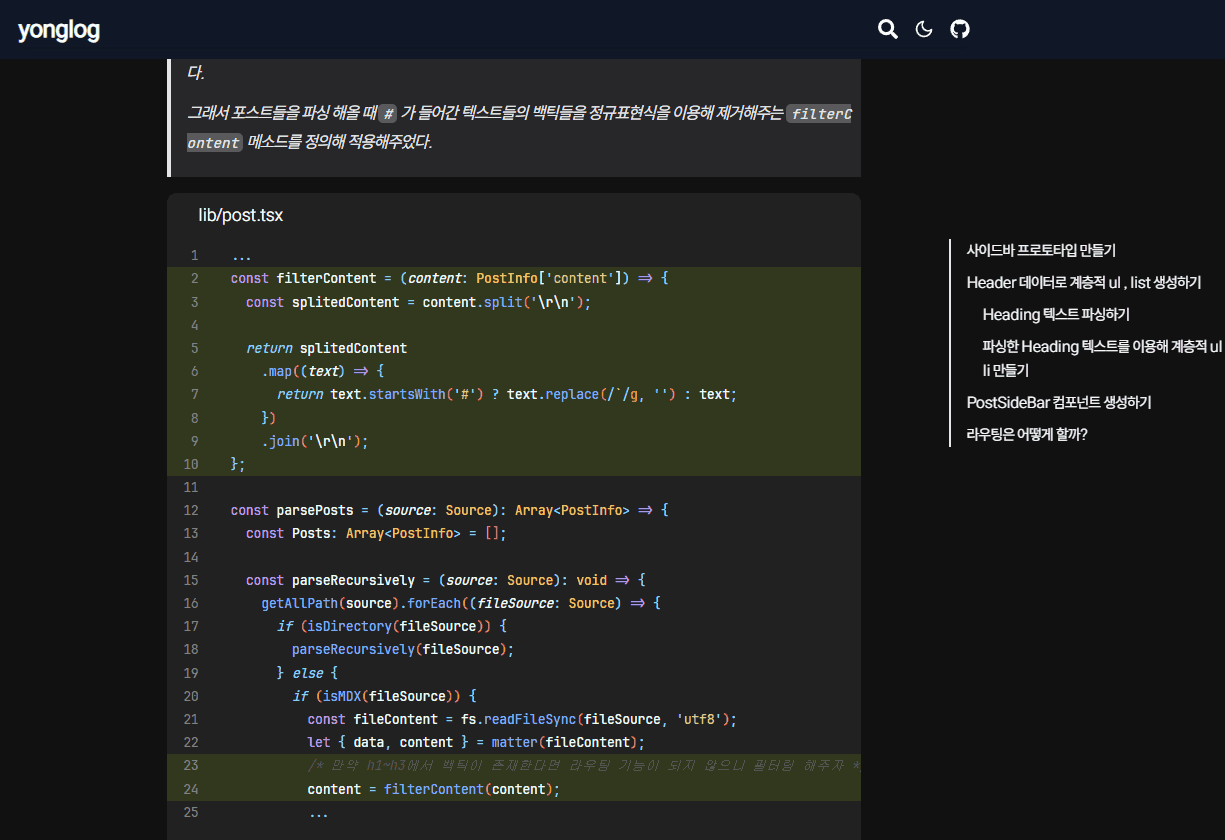 yonglog
다.
그래서 포스트들을 파싱 해올 때 # 가 들어간 텍스트들의 백틱들을 정규표현식을 이용해 제거해주는 filterC
ontent 메소드를 정의해 적용해주었다.
lib/post.tsx
1 ...
2 const filterContent = (content: PostInfo['content']) => {
3 const splitedContent = content.split('\r\n');
4
5 return splitedContent
6 .map((text) => {
7 return text.startsWith('#') ? text.replace(/`/g, '') : text;
8 })
9 .join('\r\n');
10 };
11
12 const parsePosts = (source: Source): Array<PostInfo> => {
13 const Posts: Array<PostInfo> = [];
14
15 const parseRecursively = (source: Source): void => {
16 getAllPath(source).forEach((fileSource: Source) => {
17 if (isDirectory(fileSource)) {
18 parseRecursively(fileSource);
19 } else {
20 if (isMDX(fileSource)) {
21 const fileContent = fs.readFileSync(fileSource, 'utf8');
22 let { data, content } = matter(fileContent);
23 /* 만약 h1~h3에서 백틱이 존재한다면 라우팅 기능이 되지 않으니 필터링 해주자 *
24 content = filterContent(content);
25 ...
사이드바 프로토타입 만들기
Header 데이터로 계층적 ul , list 생성하기
Heading 텍스트 파싱하기
파싱한 Heading 텍스트를 이용해 계층적 ul
li 만들기
PostSideBar 컴포넌트 생성하기
라우팅은 어떻게 할까?